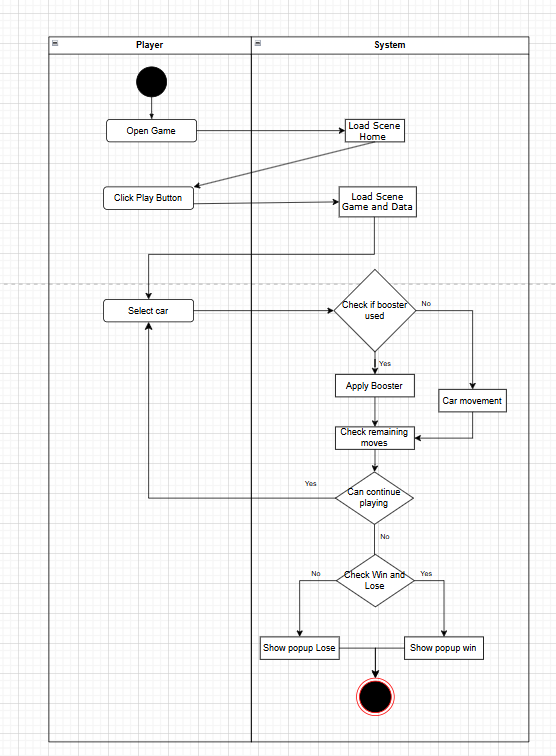 Player
System
Open Game
Load Scene
Home
Click Play Button
Load Scene
Game and Data
Select car
Check if booster
used
No
Yes
Apply Booster
Car movement
Check remaining
moves
Yes
Can continue
playing
No
No
Check Win and
Lose
Yes
Show popup Lose
Show popup win